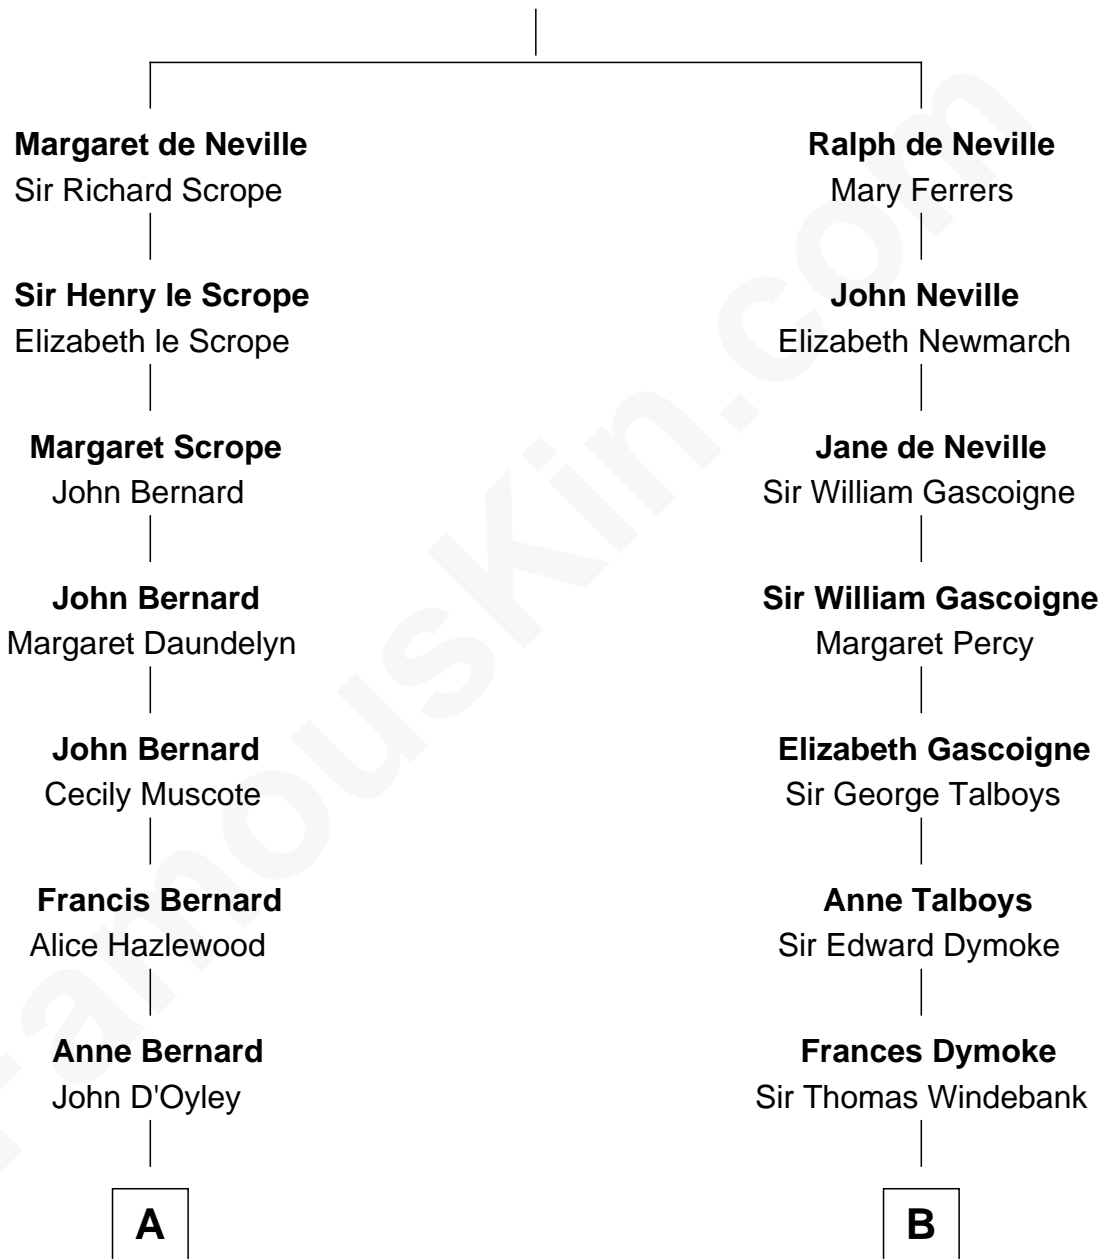 Margaret de Neville
Sir Richard Scrope
Sir Henry le Scrope
Elizabeth le Scrope
Margaret Scrope
John Bernard
John Bernard
Margaret Daundelyn
John Bernard
Cecily Muscote
Francis Bernard
Alice Hazlewood
Anne Bernard
John D'Oyley
A
Ralph de Neville
Mary Ferrers
John Neville
Elizabeth Newmarch
Jane de Neville
Sir William Gascoigne
Sir William Gascoigne
Margaret Percy
Elizabeth Gascoigne
Sir George Talboys
Anne Talboys
Sir Edward Dymoke
Frances Dymoke
Sir Thomas Windebank
B
FamousKin.com